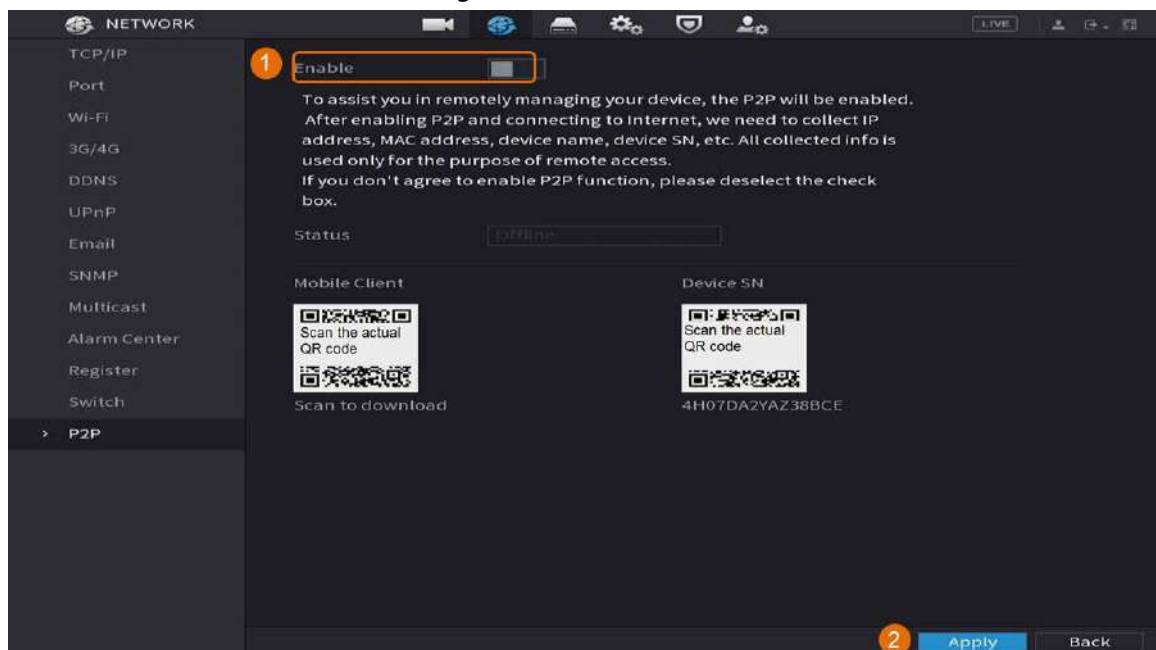 NETWORK
LIVE
TCP/IP
Port
Wi-Fi
3G/4G
DDNS
UPnP
Email
SNMP
Multicast
Alarm Center
Register
Switch
> P2P
1
Enable
To assist you in remotely managing your device, the P2P will be enabled.
After enabling P2P and connecting to Internet, we need to collect IP
address, MAC address, device name, device SN, etc. All collected info is
used only for the purpose of remote access.
If you don't agree to enable P2P function, please deselect the check
box.
Status
Offline
Mobile Client
Scan the actual
QR code
Scan to download
Device SN
Scan the actual
QR code
4H07DA2YAZ38BCE
2
Apply
Back